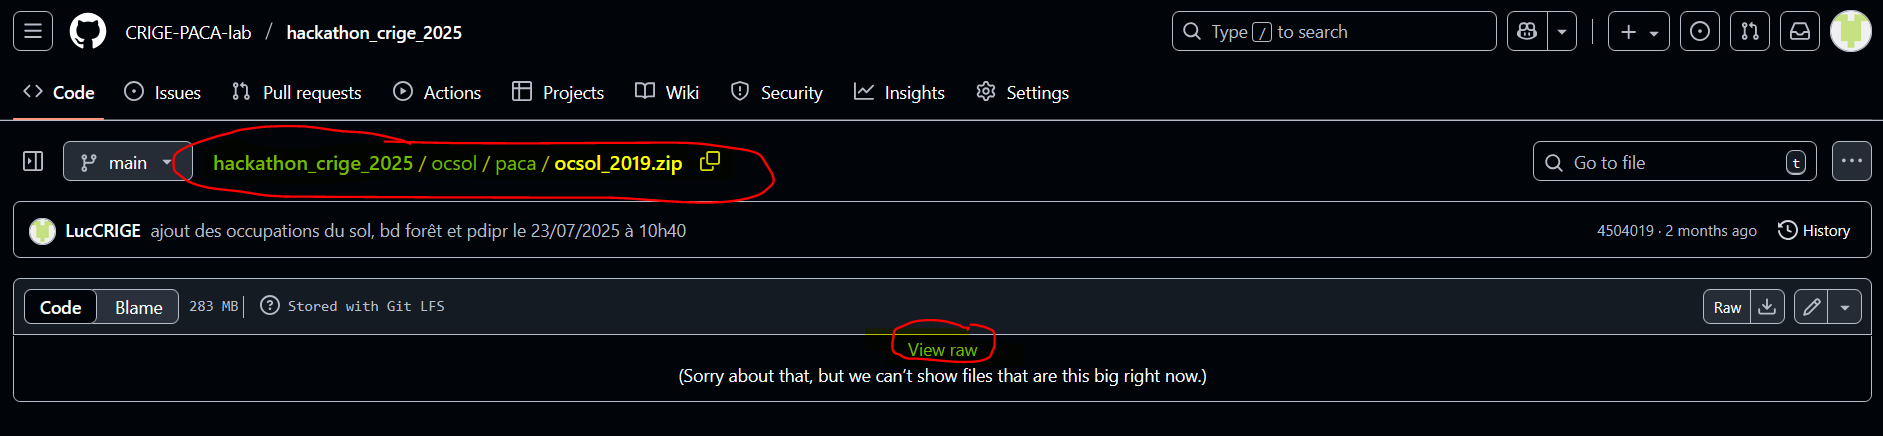 CRIGE-PACA-lab / hackathon_crige_2025 Type / to search
Code Issues Pull requests Actions Projects Wiki Security Insights Settings
main hackathon_crige_2025 / ocsol / paca / ocsol_2019.zip Go to file t
LucCRIGE ajout des occupations du sol, bd forêt et pdipr le 23/07/2025 à 10h40 4504019 · 2 months ago History
Code Blame 283 MB Stored with Git LFS Raw
View raw
(Sorry about that, but we can’t show files that are this big right now.)